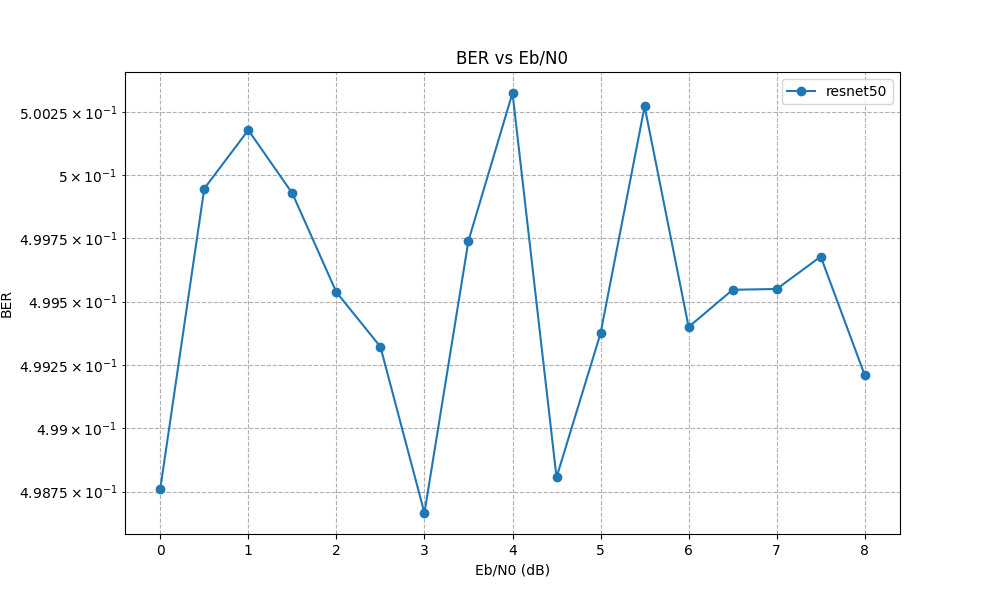 BER vs Eb/N0
resnet50
5.0025 × 10⁻¹
5 × 10⁻¹
4.9975 × 10⁻¹
4.995 × 10⁻¹
4.9925 × 10⁻¹
4.99 × 10⁻¹
4.9875 × 10⁻¹
BER
0 1 2 3 4 5 6 7 8
Eb/N0 (dB)